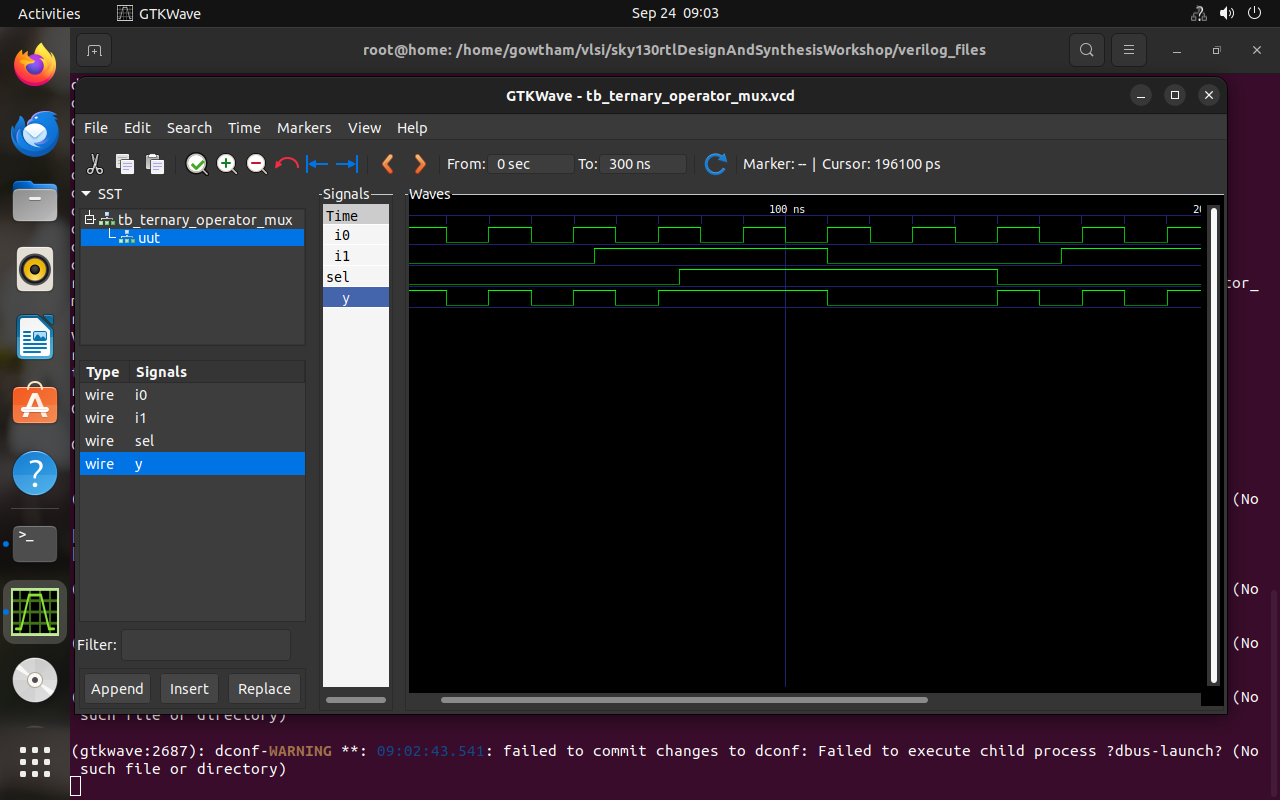 Activities GTKWave Sep 24 09:03
root@home: /home/gowtham/vlsi/sky130rtlDesignAndSynthesisWorkshop/verilog_files
GTKWave - tb_ternary_operator_mux.vcd
File Edit Search Time Markers View Help
From: 0 sec To: 300 ns Marker: -- | Cursor: 196100 ps
SST
Signals
Waves
tb_ternary_operator_mux
uut
Time
i0
i1
sel
y
100 ns
20
Type Signals
wire i0
wire i1
wire sel
wire y
Filter:
Append Insert Replace
tor_
(No
(No
(No
(No
such file or directory)
(gtkwave:2687): dconf-WARNING **: 09:02:43.541: failed to commit changes to dconf: Failed to execute child process ?dbus-launch? (No
such file or directory)